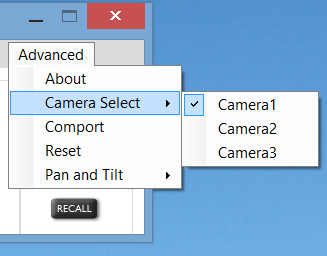 Advanced
About
Camera Select
Comport
Reset
Pan and Tilt
Camera1
Camera2
Camera3
RECALL